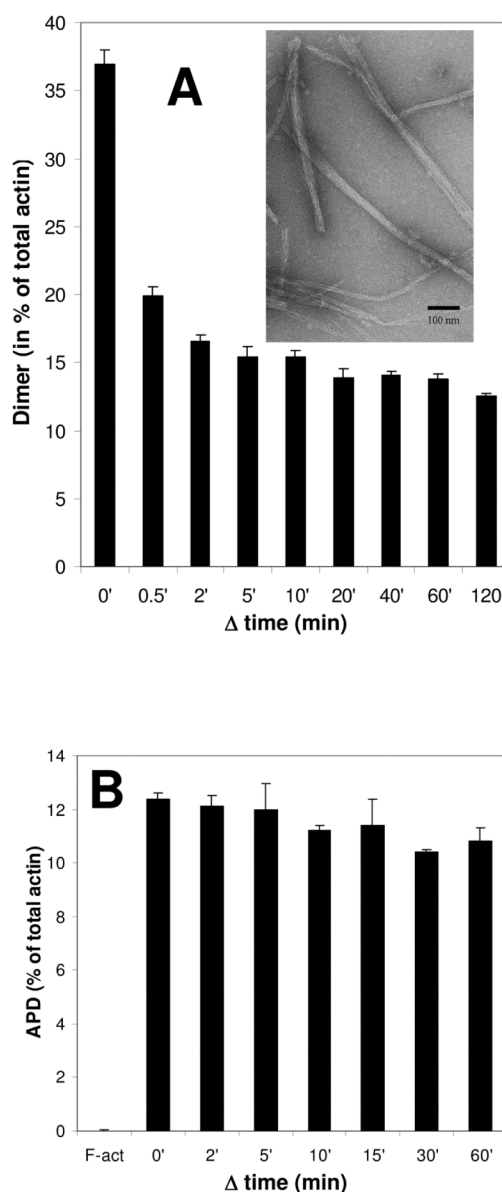 40
35
30
25
20
15
10
5
0
Dimer (in % of total actin)
A
100 nm
0' 0.5' 2' 5' 10' 20' 40' 60' 120
Δ time (min)
14
12
10
8
6
4
2
0
APD (% of total actin)
B
F-act 0' 2' 5' 10' 15' 30' 60'
Δ time (min)